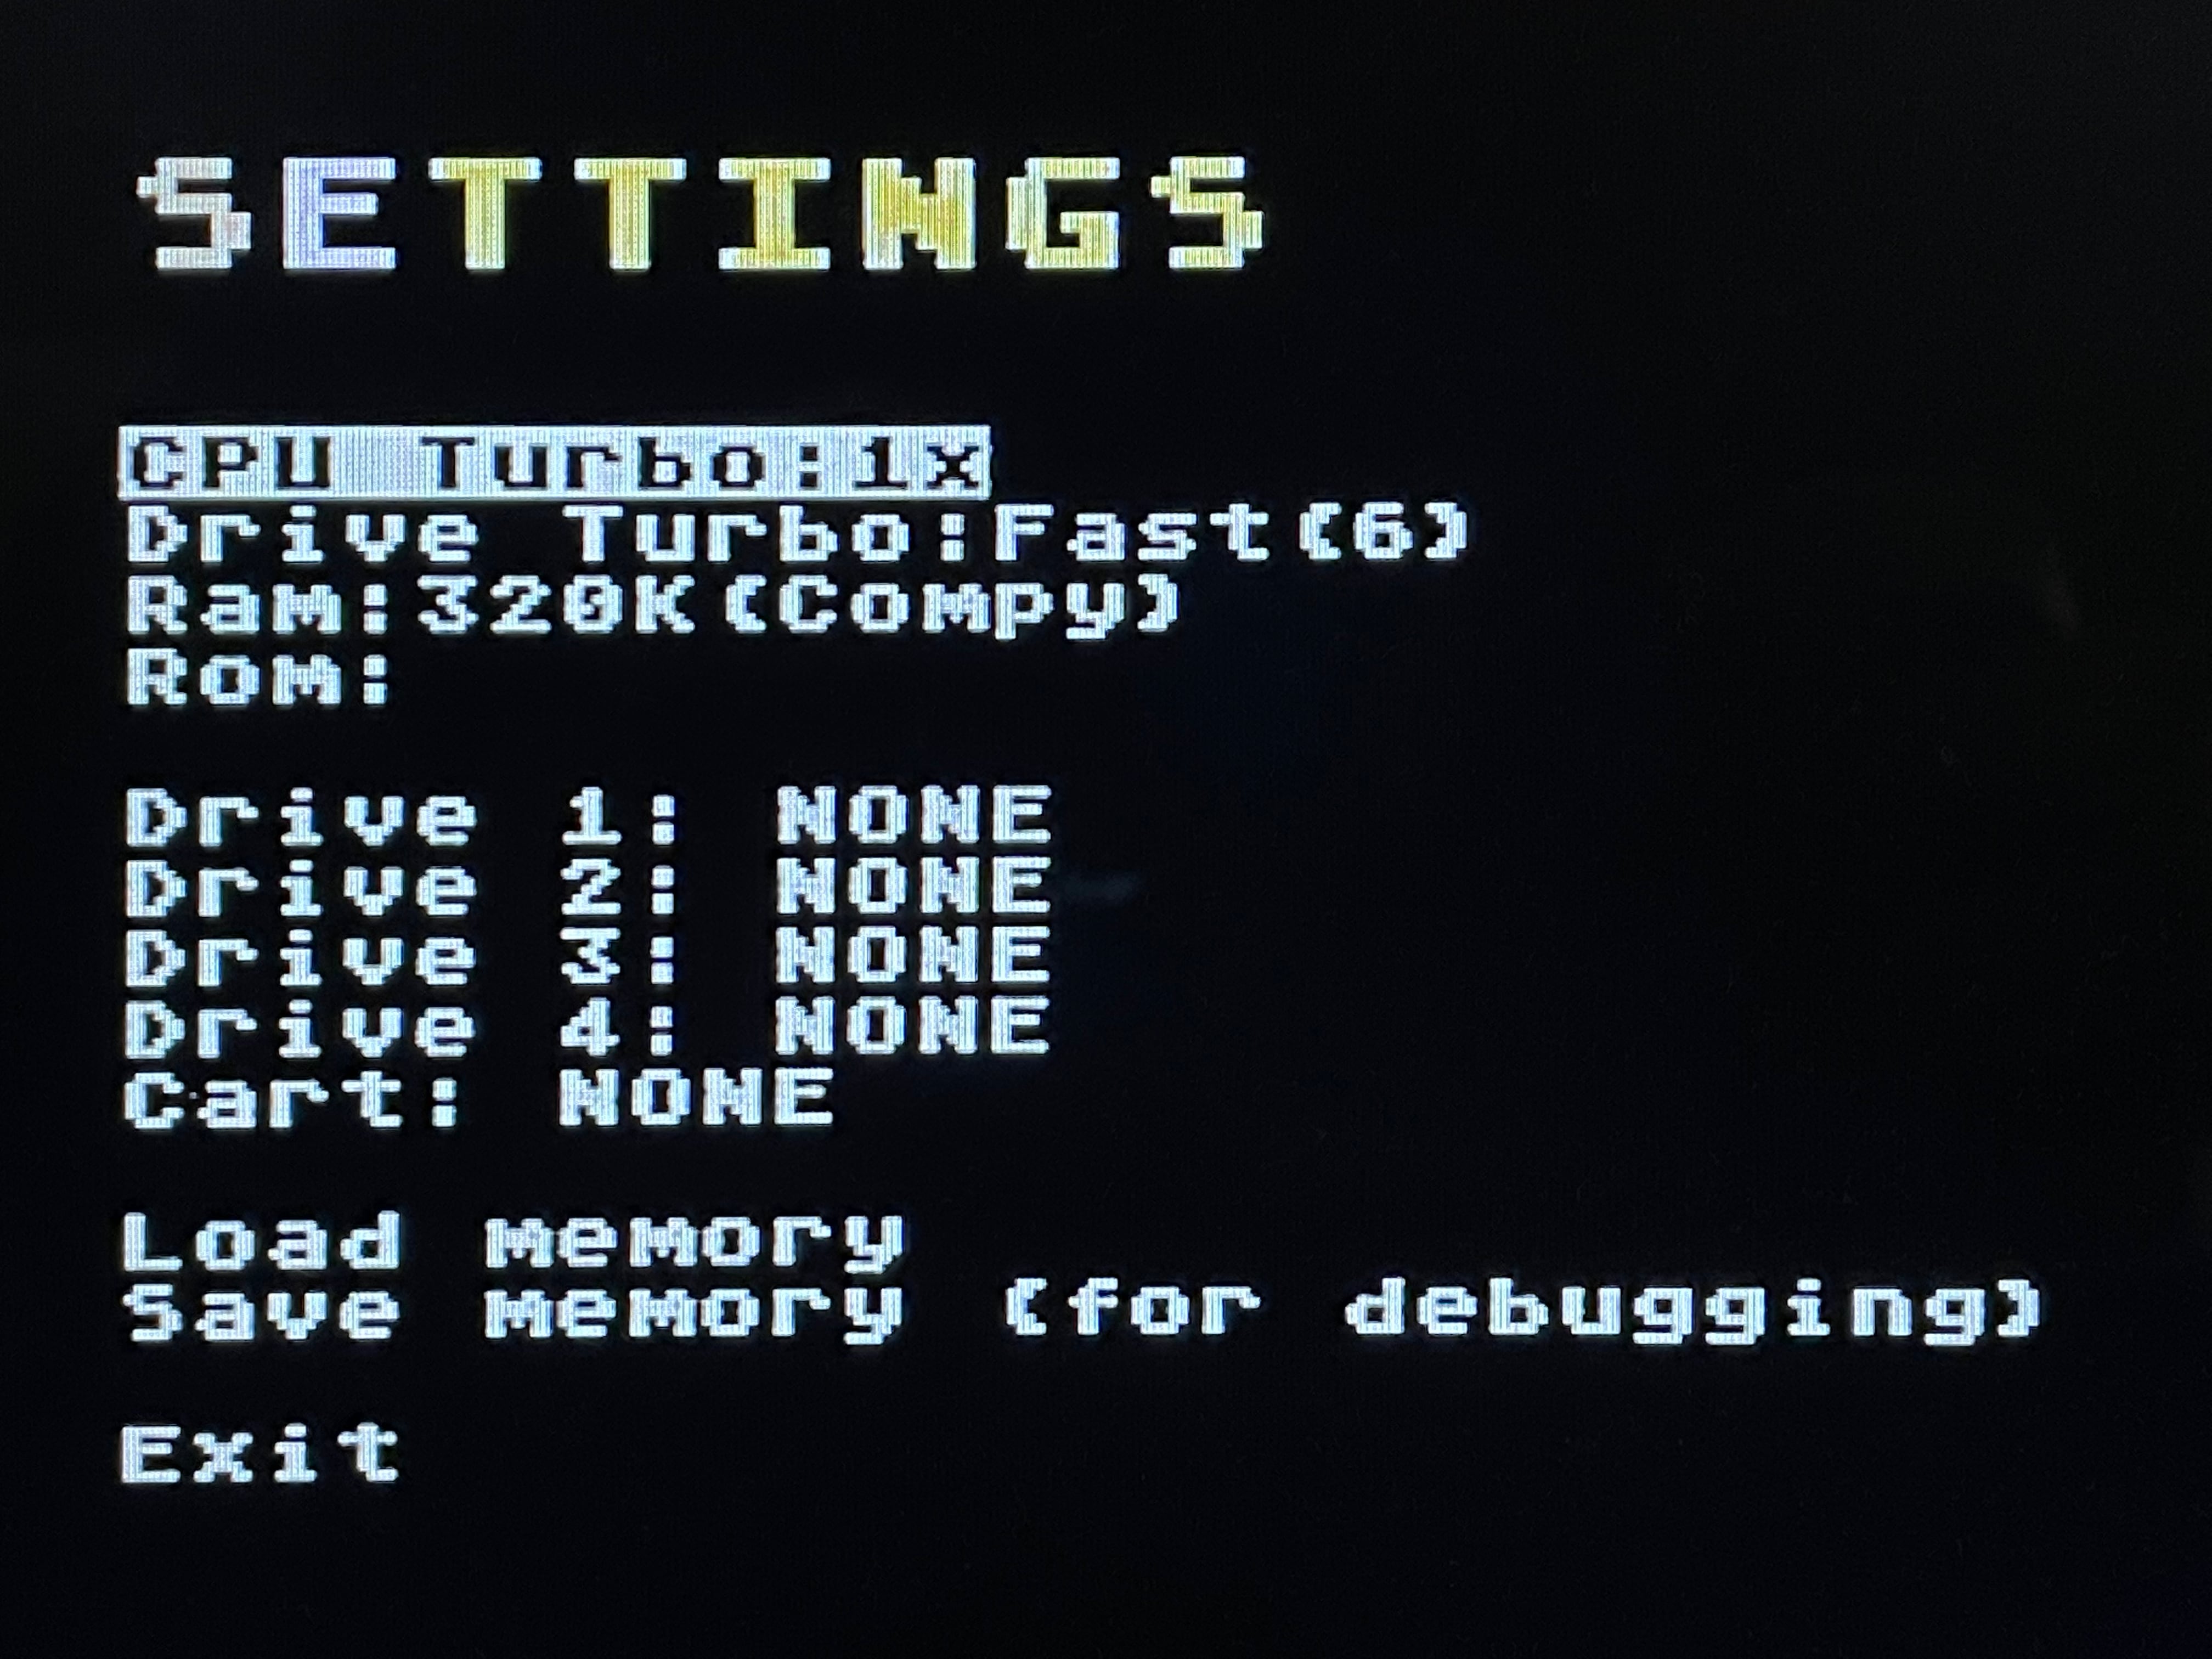 SETTINGS
CPU Turbo:1x
Drive Turbo:Fast(6)
Ram:320K(Compy)
Rom:
Drive 1: NONE
Drive 2: NONE
Drive 3: NONE
Drive 4: NONE
Cart: NONE
Load memory
Save memory (for debugging)
Exit